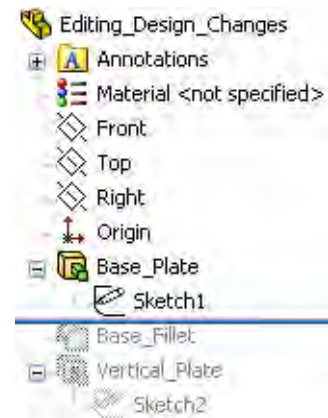 Editing_Design_Changes
Annotations
Material <not specified>
Front
Top
Right
Origin
Base_Plate
Sketch1
Base_Fillet
Vertical_Plate
Sketch2